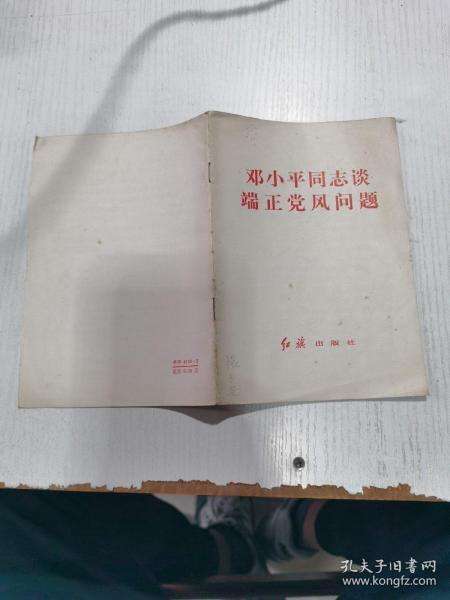 邓小平同志谈
端正党风问题
红旗 出版社
孔夫子旧书网
www.kongfz.com